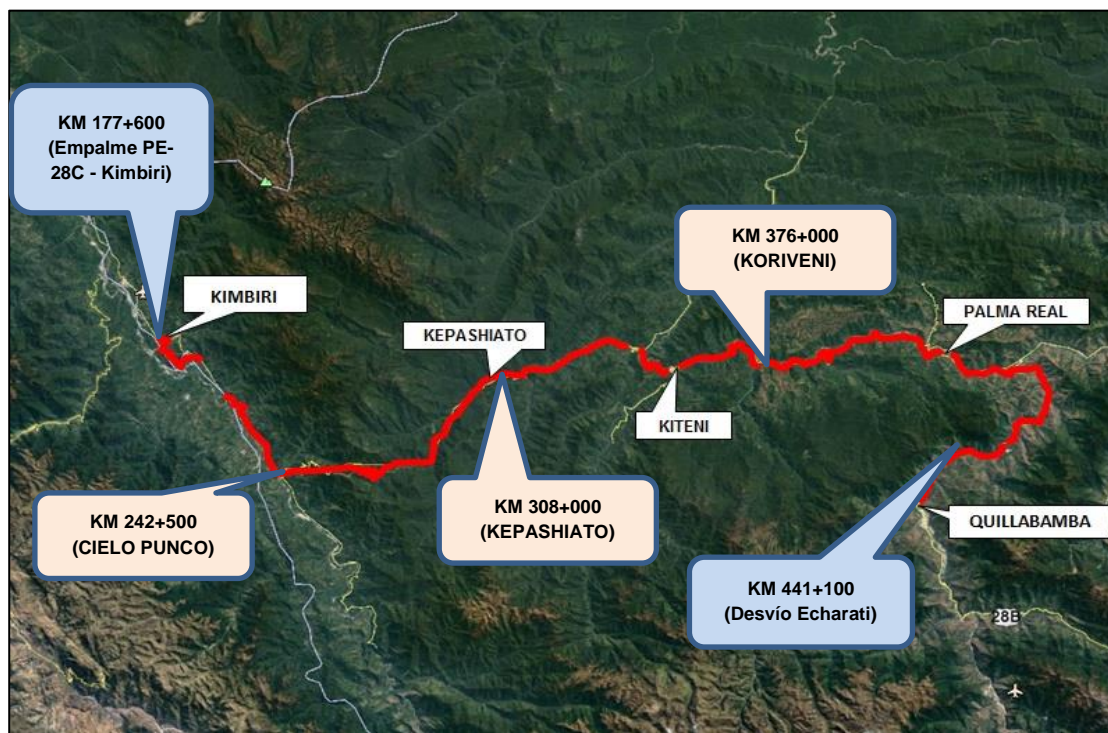 KM 177+600
(Empalme PE-
28C - Kimbiri)
KIMBIRI
KM 376+000
(KORIVENI)
PALMA REAL
KEPASHIATO
KITENI
KM 242+500
(CIELO PUNCO)
KM 308+000
(KEPASHIATO)
QUILLABAMBA
KM 441+100
(Desvío Echarati)
28B